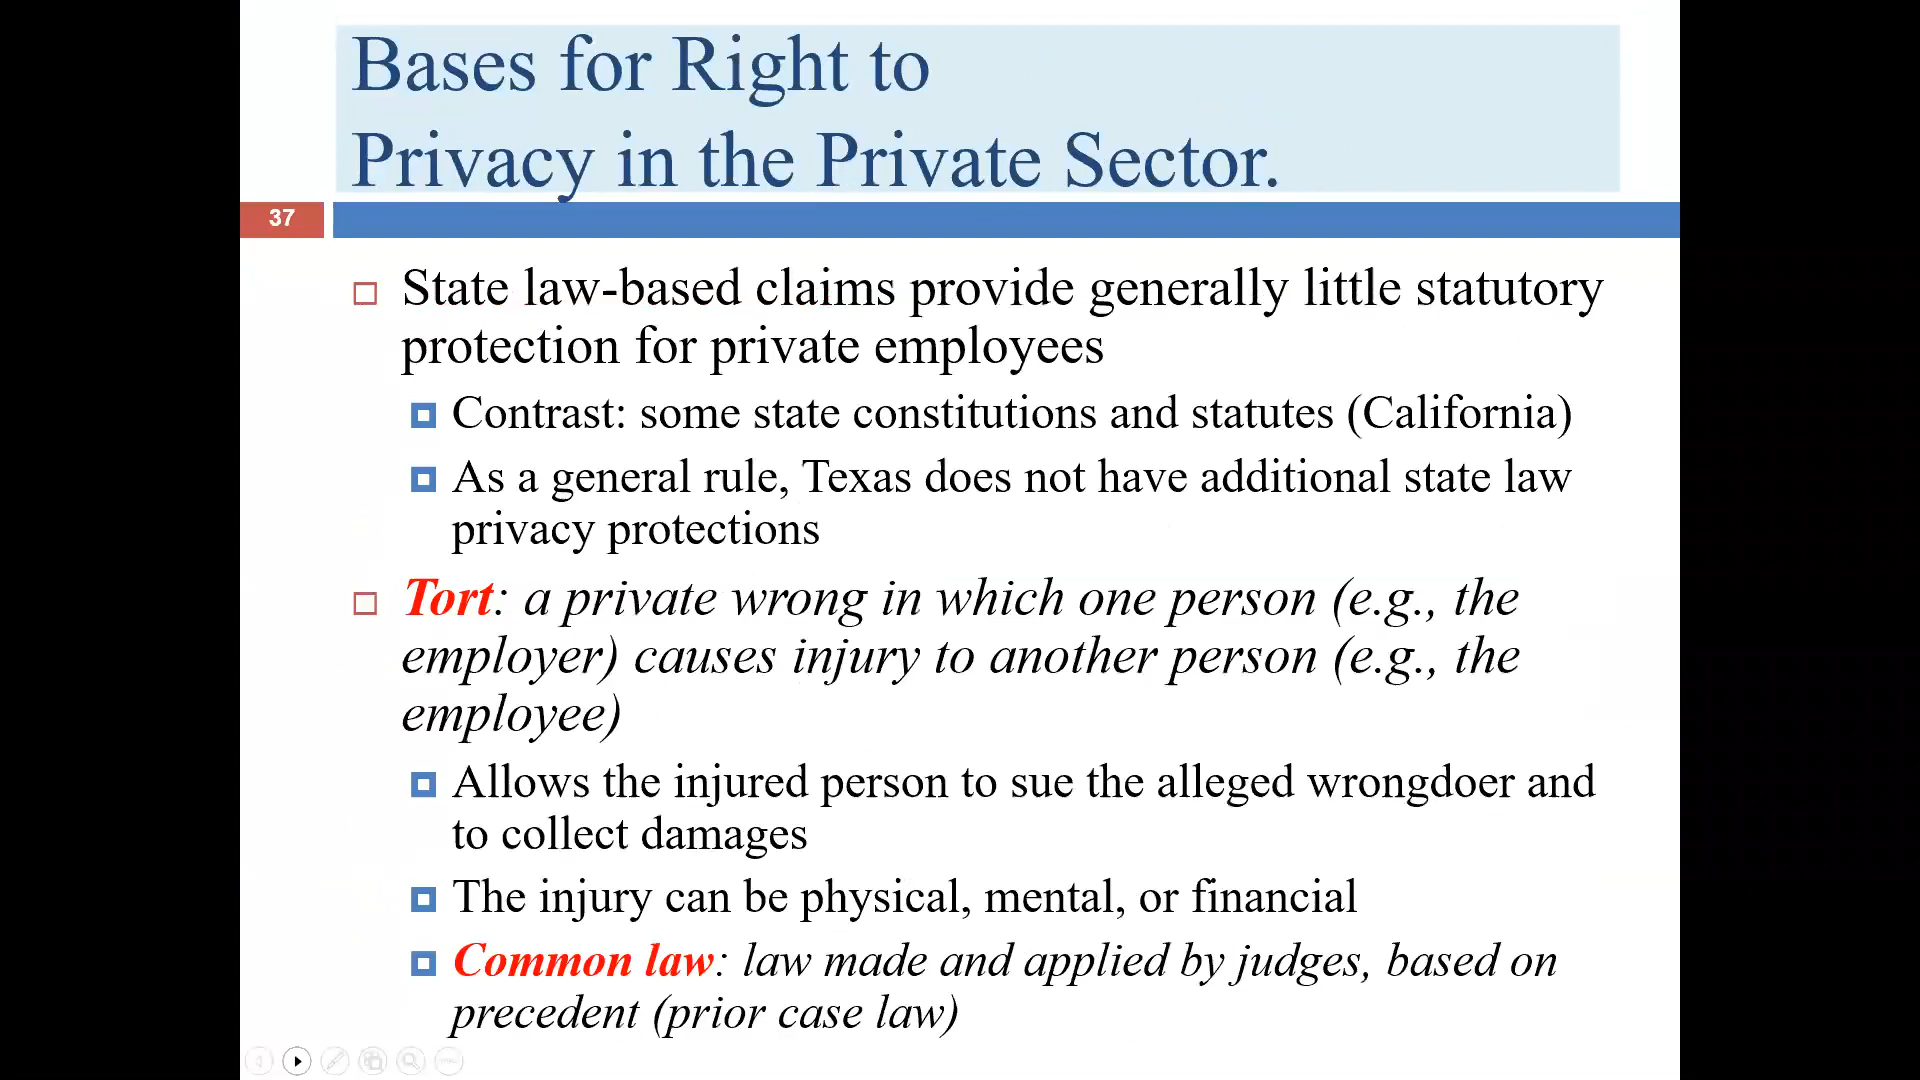 Bases for Right to
Privacy in the Private Sector.
37
State law-based claims provide generally little statutory
protection for private employees
Contrast: some state constitutions and statutes (California)
As a general rule, Texas does not have additional state law
privacy protections
Tort: a private wrong in which one person (e.g., the
employer) causes injury to another person (e.g., the
employee)
Allows the injured person to sue the alleged wrongdoer and
to collect damages
The injury can be physical, mental, or financial
Common law: law made and applied by judges, based on
precedent (prior case law)